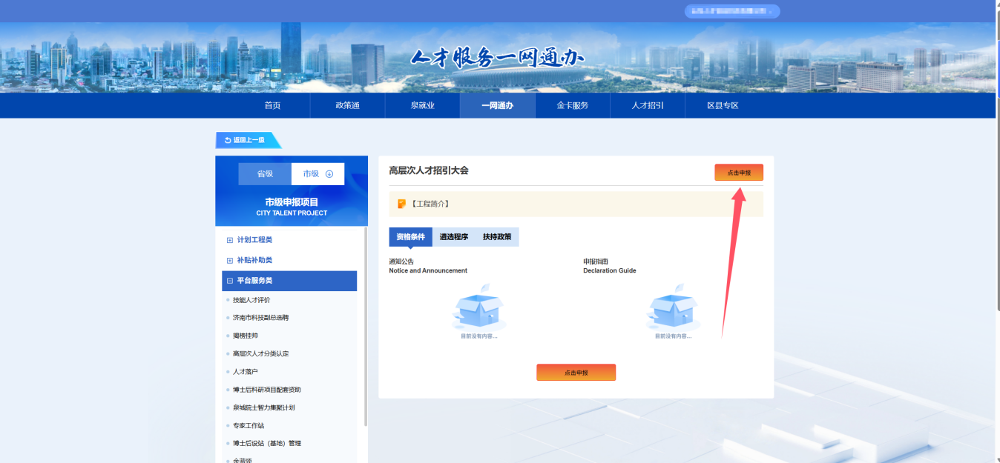 人才服务一网通办
首页 政策通 泉就业 一网通办 金卡服务 人才招引 区县专区
返回上一级
省级 市级
市级申报项目
CITY TALENT PROJECT
计划工程类
补贴补助类
平台服务类
技能人才评价
济南市科技副总选聘
揭榜挂帅
高层次人才分类认定
人才落户
博士后科研项目配套资助
泉城院士智力集聚计划
专家工作站
博士后设站（基地）管理
金蓝领
高层次人才招引大会
点击申报
【工程简介】
资格条件 遴选程序 扶持政策
通知公告
Notice and Announcement
目前没有内容...
申报指南
Declaration Guide
目前没有内容...
点击申报